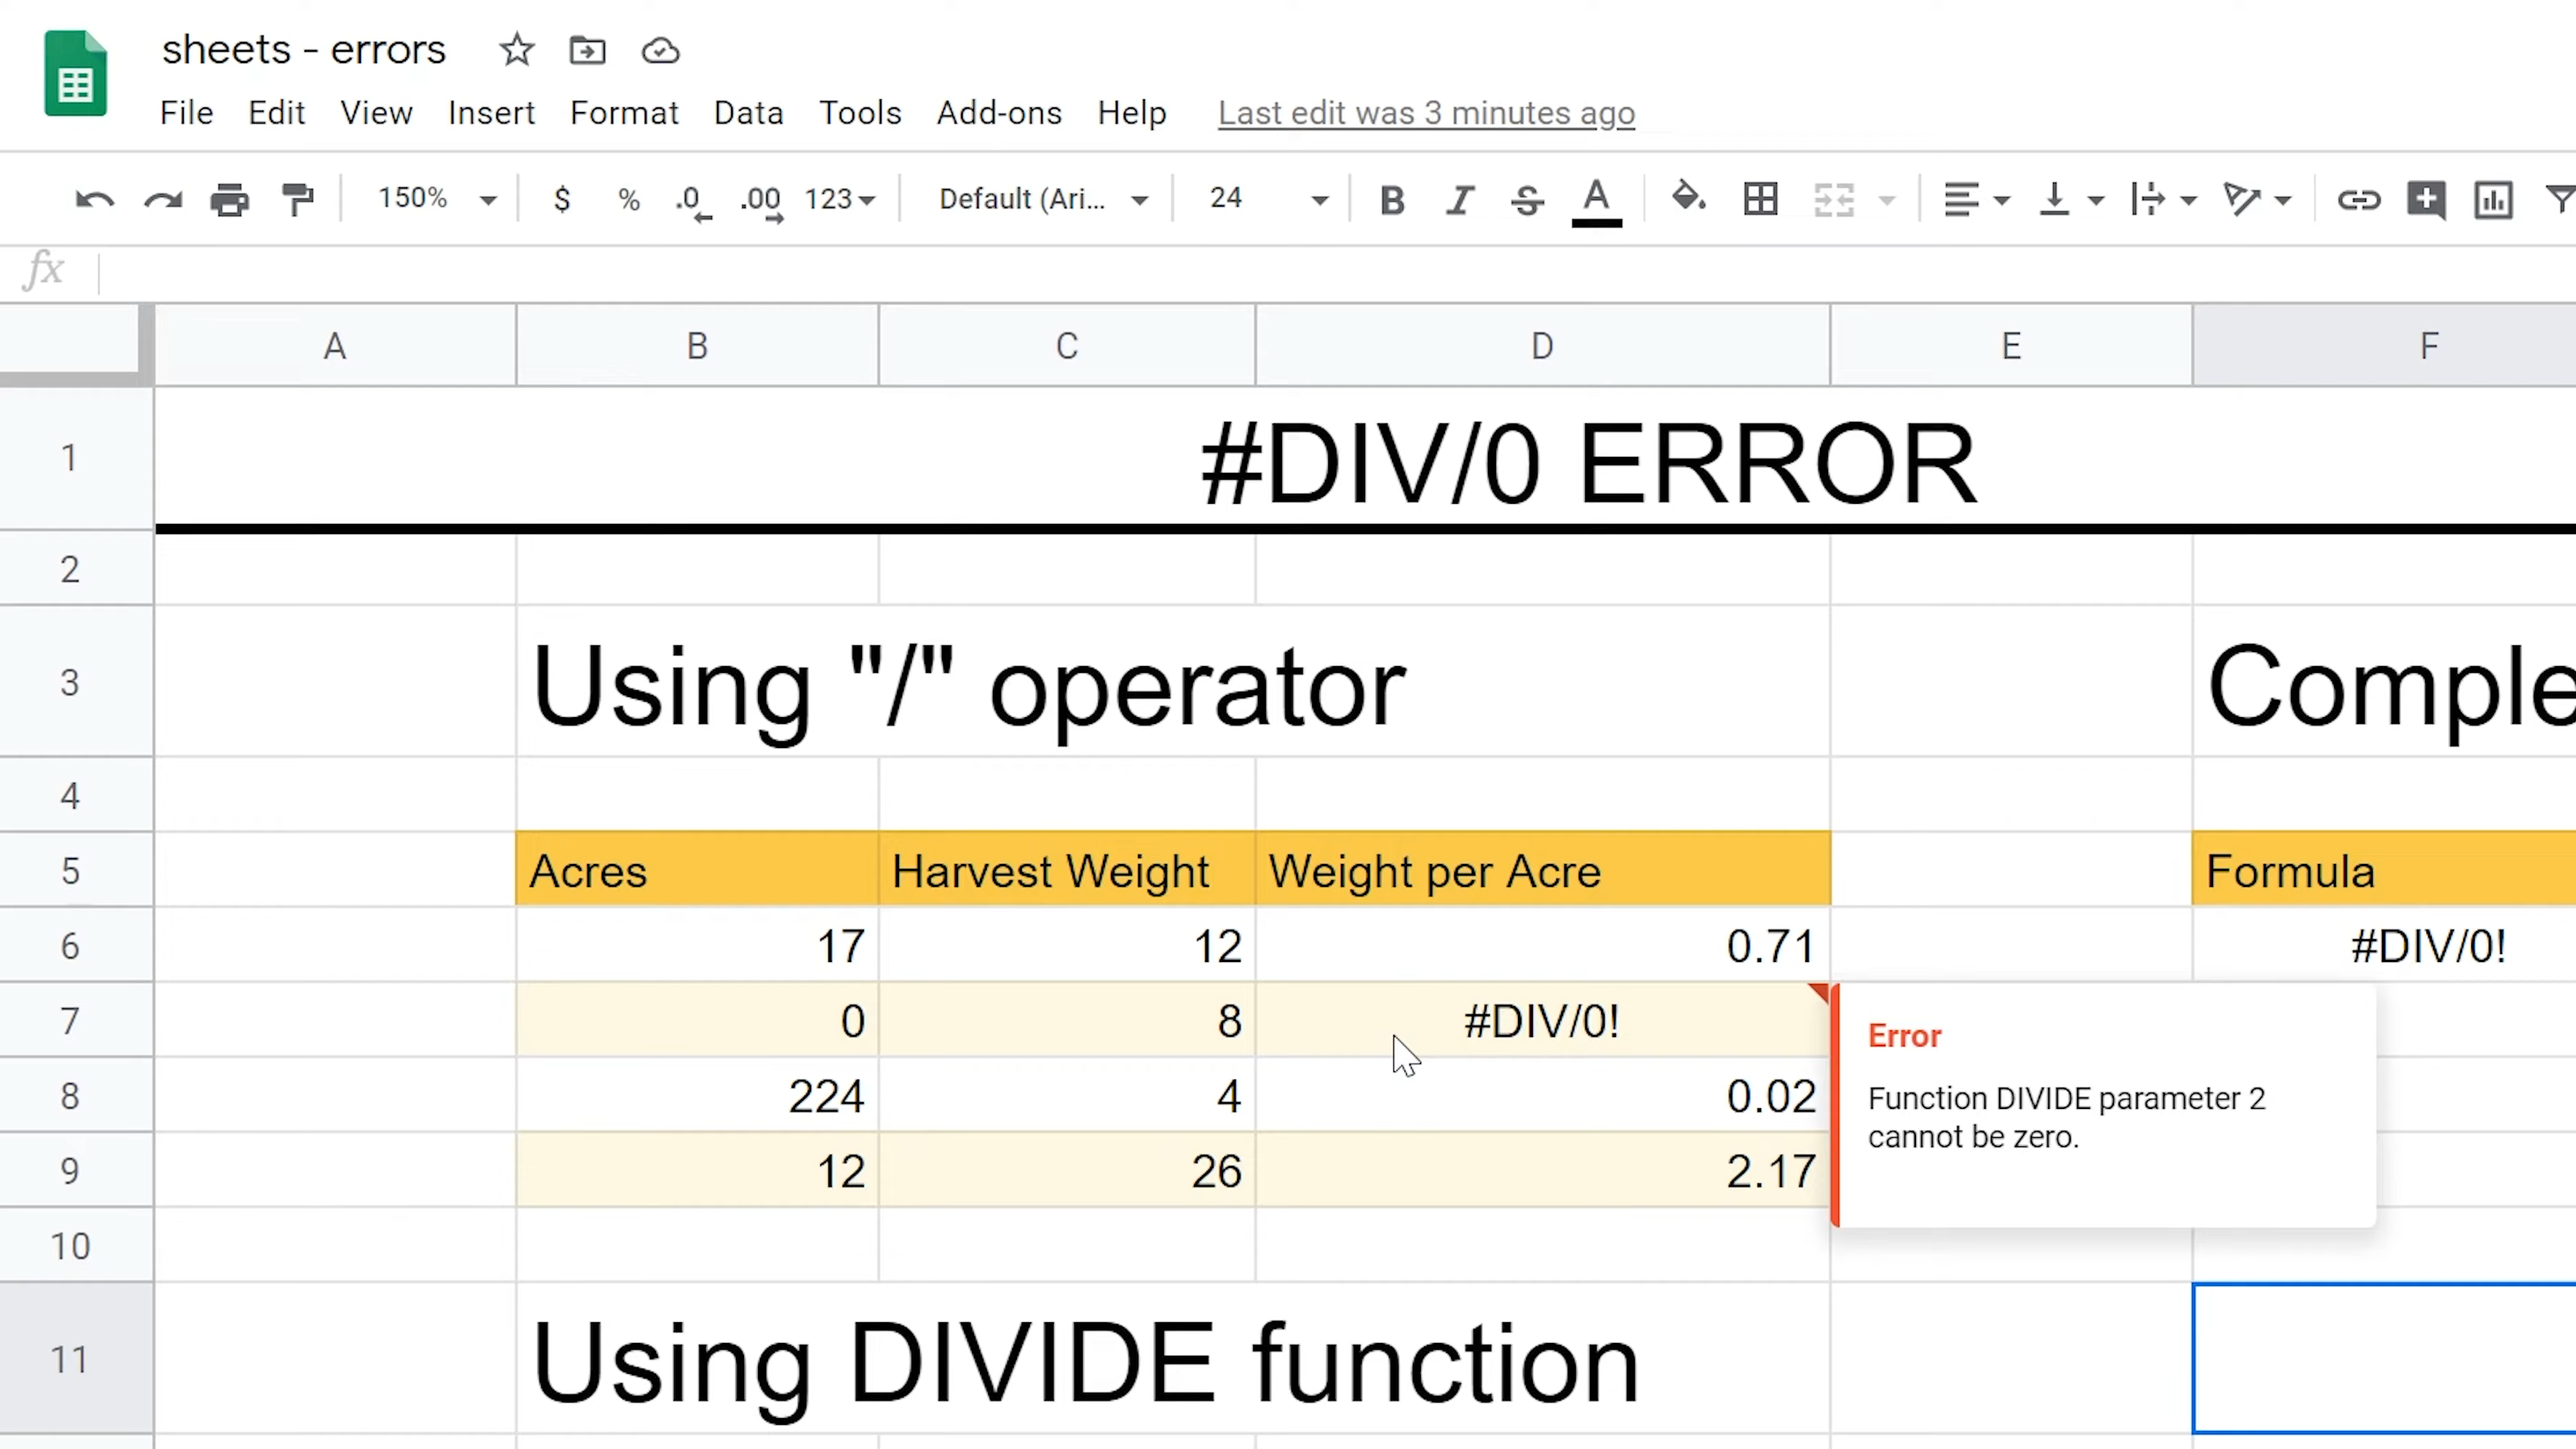 sheets - errors
File Edit View Insert Format Data Tools Add-ons Help Last edit was 3 minutes ago
150% $ % .0 .00 123 Default (Ari... 24 B I S A
fx
A B C D E F
1 #DIV/0 ERROR
2
3 Using "/" operator Comple
4
5 Acres Harvest Weight Weight per Acre Formula
6 17 12 0.71 #DIV/0!
7 0 8 #DIV/0!
Error
8 224 4 0.02
Function DIVIDE parameter 2
cannot be zero.
9 12 26 2.17
10
11 Using DIVIDE function